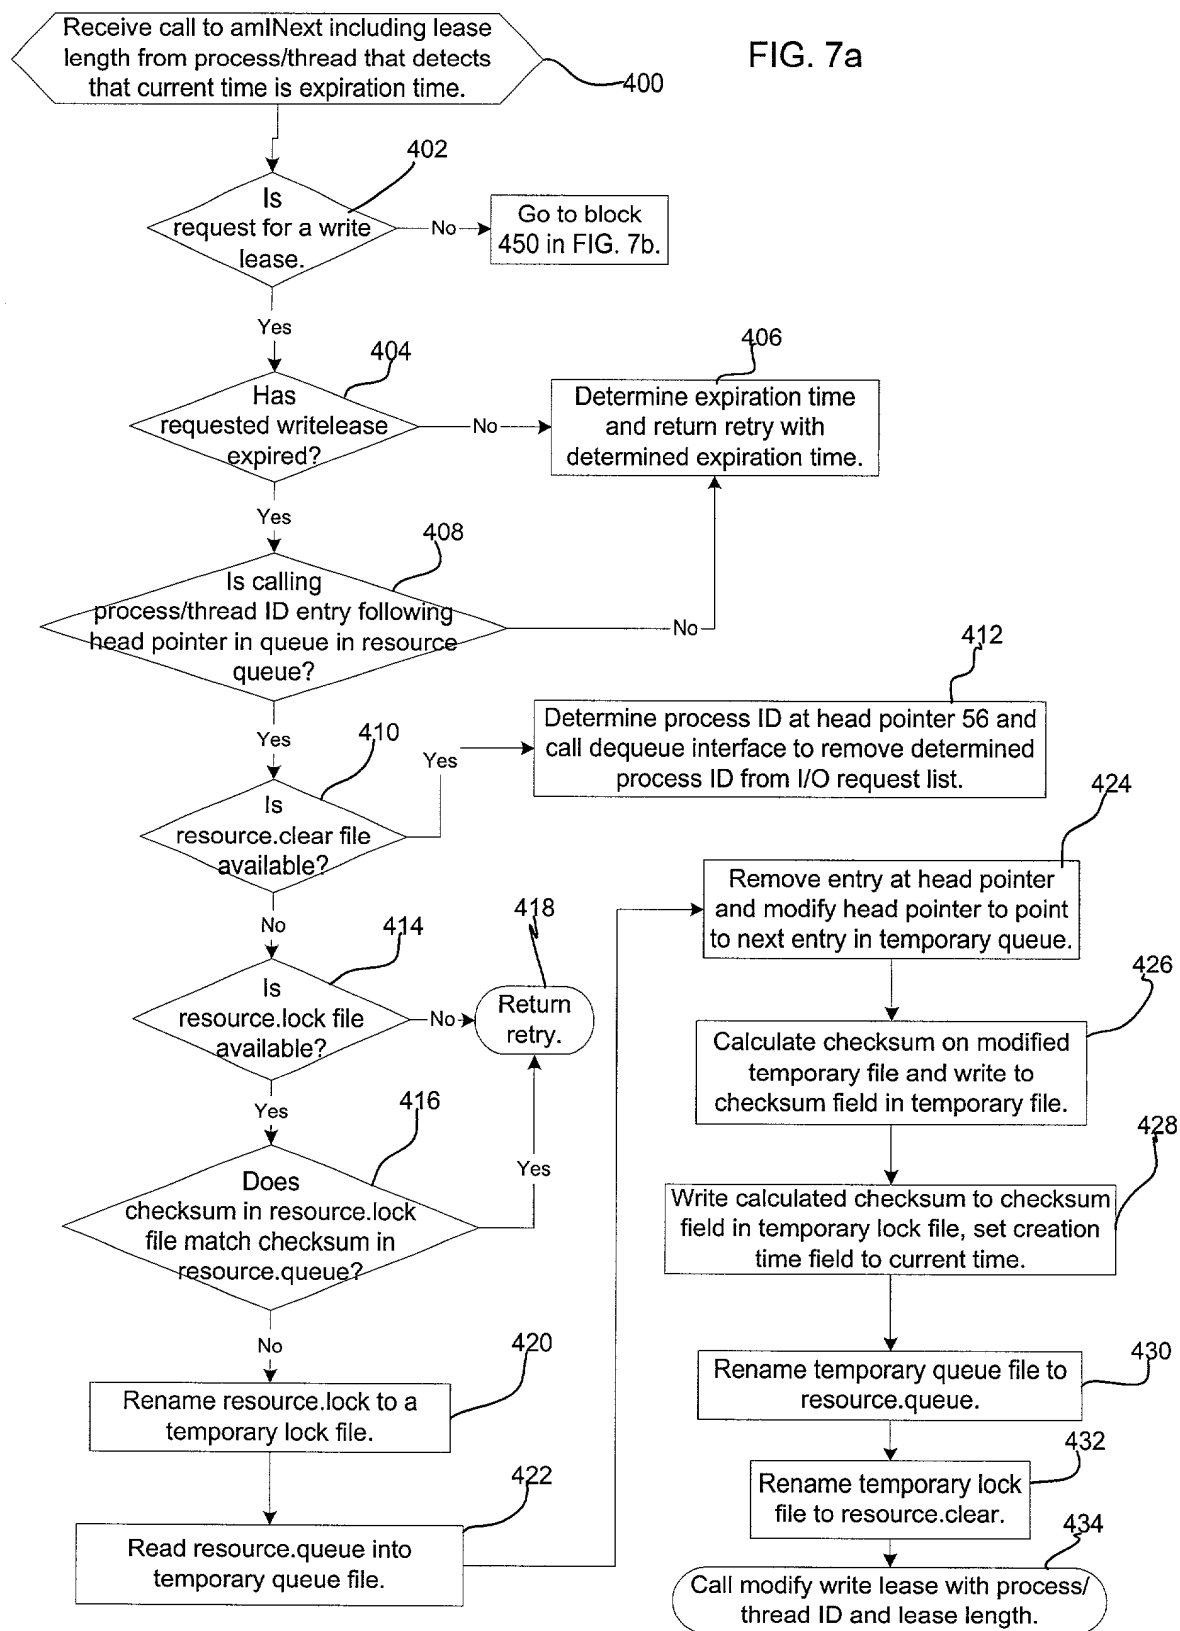 Receive call to amINext including lease
length from process/thread that detects
that current time is expiration time.
400
FIG. 7a
402
Is
request for a write
lease.
No
Go to block
450 in FIG. 7b.
Yes
404
Has
requested writelease
expired?
No
406
Determine expiration time
and return retry with
determined expiration time.
Yes
408
Is calling
process/thread ID entry following
head pointer in queue in resource
queue?
No
Yes
410
Is
resource.clear file
available?
Yes
412
Determine process ID at head pointer 56 and
call dequeue interface to remove determined
process ID from I/O request list.
No
414
Is
resource.lock file
available?
No
418
Return
retry.
Yes
416
Does
checksum in resource.lock
file match checksum in
resource.queue?
Yes
No
420
Rename resource.lock to a
temporary lock file.
422
Read resource.queue into
temporary queue file.
424
Remove entry at head pointer
and modify head pointer to point
to next entry in temporary queue.
426
Calculate checksum on modified
temporary file and write to
checksum field in temporary file.
428
Write calculated checksum to checksum
field in temporary lock file, set creation
time field to current time.
430
Rename temporary queue file to
resource.queue.
432
Rename temporary lock
file to resource.clear.
434
Call modify write lease with process/
thread ID and lease length.